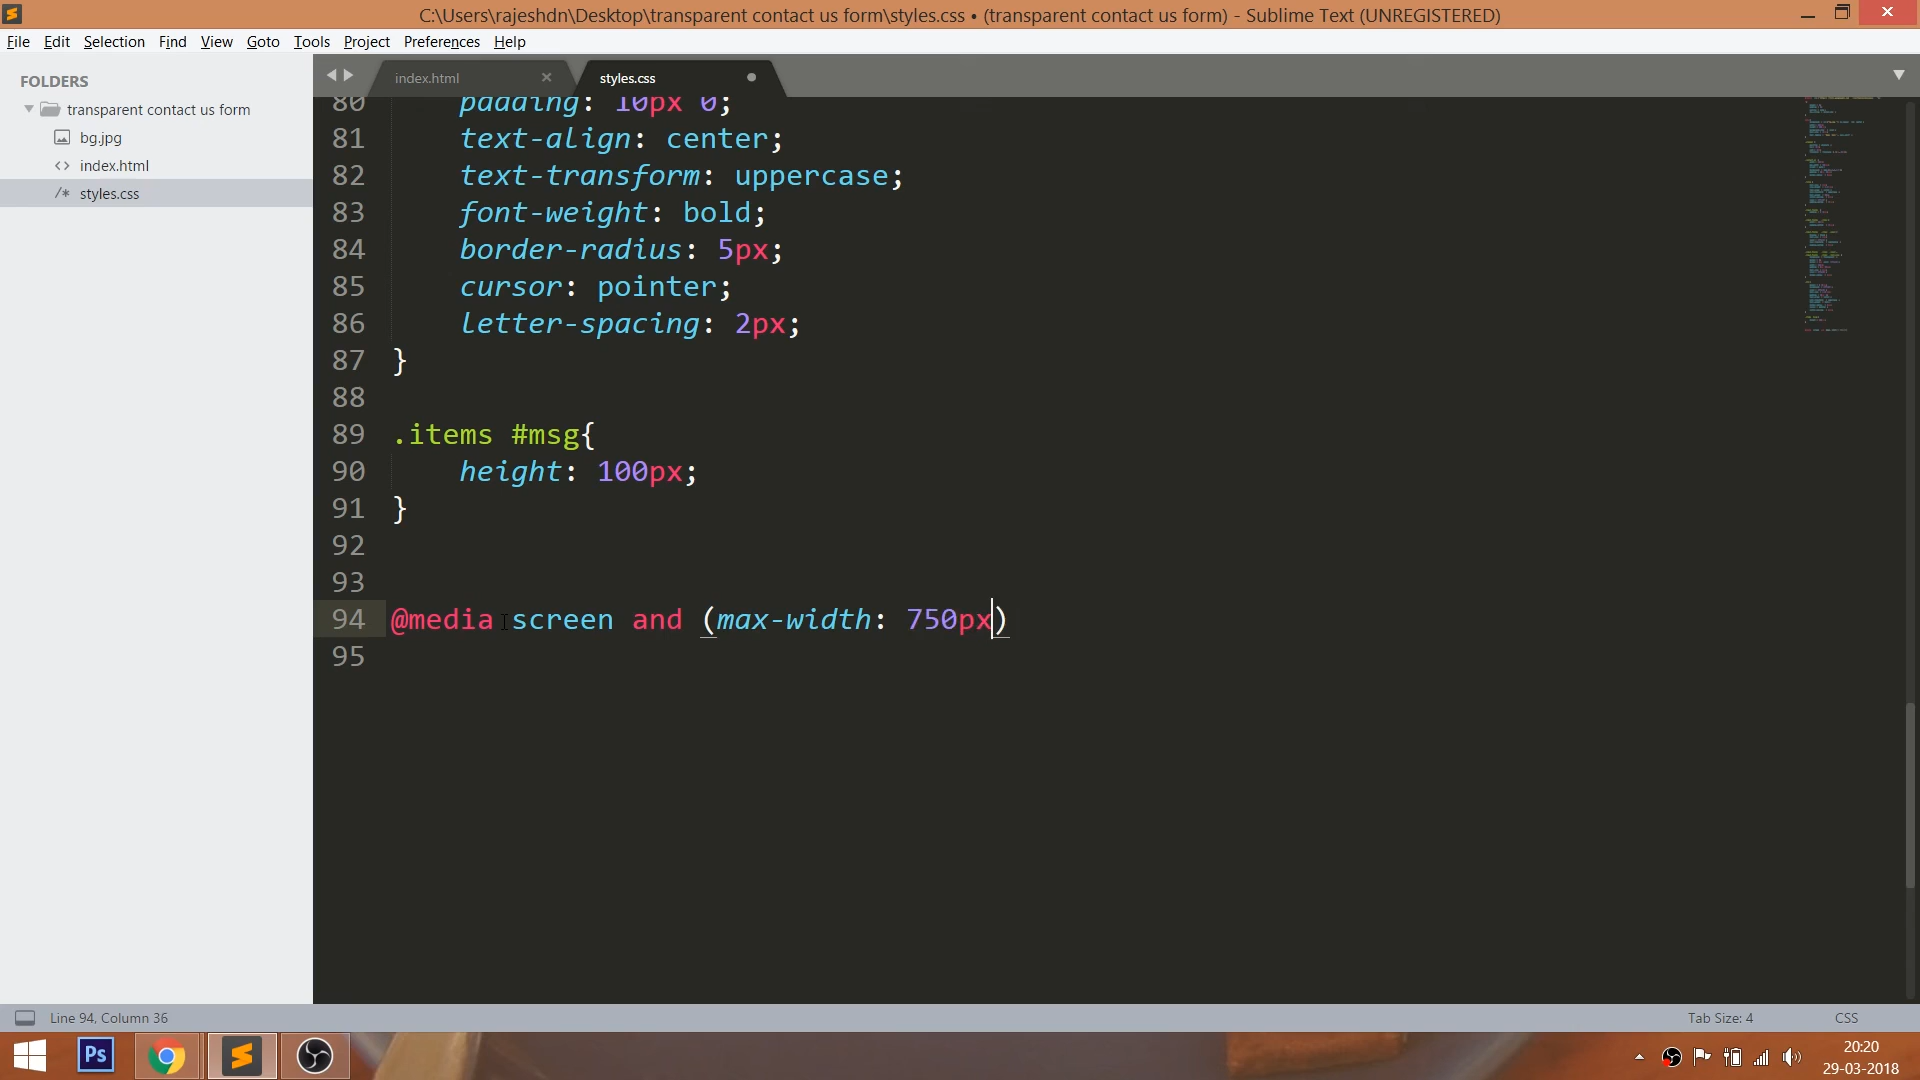 C:\Users\rajeshdn\Desktop\transparent contact us form\styles.css • (transparent contact us form) - Sublime Text (UNREGISTERED)
File Edit Selection Find View Goto Tools Project Preferences Help
FOLDERS
transparent contact us form
bg.jpg
index.html
styles.css
index.html
styles.css
80 padding: 10px 0;
81 text-align: center;
82 text-transform: uppercase;
83 font-weight: bold;
84 border-radius: 5px;
85 cursor: pointer;
86 letter-spacing: 2px;
87 }
88
89 .items #msg{
90 height: 100px;
91 }
92
93
94 @media screen and (max-width: 750px)
95
Line 94, Column 36
Tab Size: 4
CSS
Ps
20:20
29-03-2018